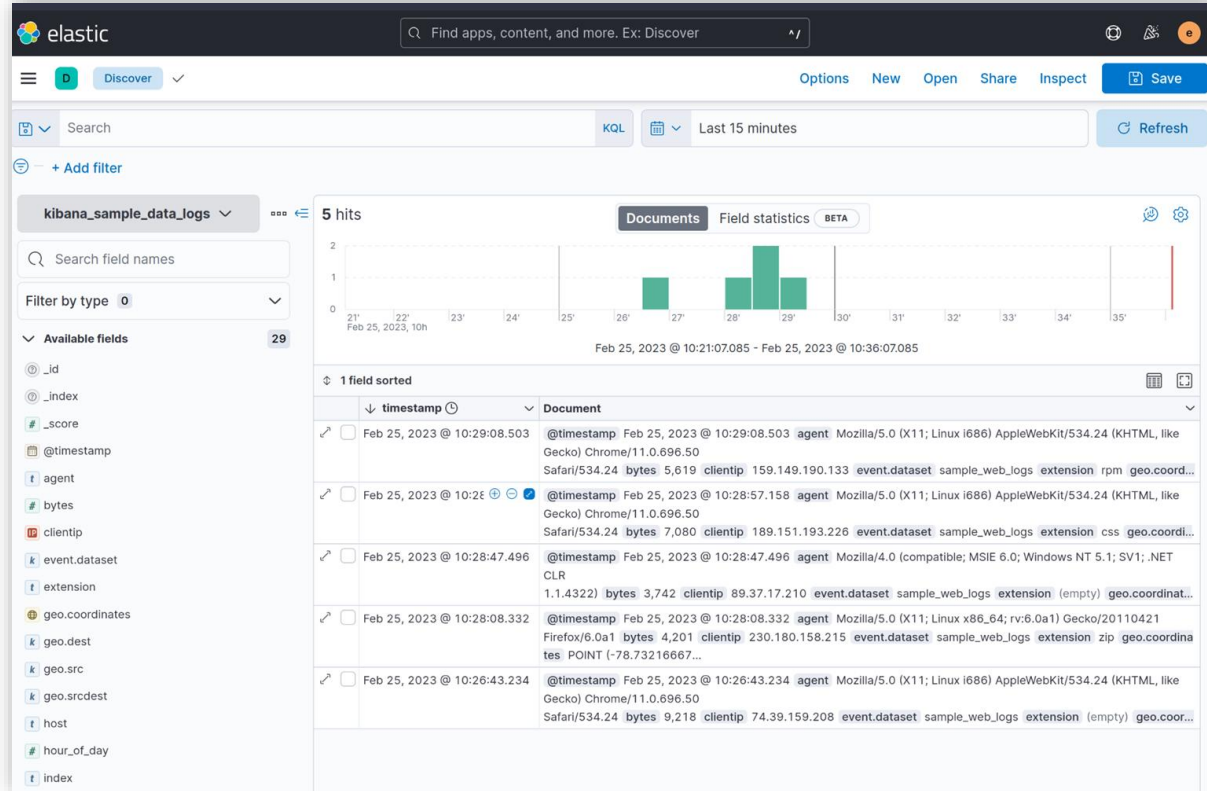 elastic
Find apps, content, and more. Ex: Discover ^/
e
D Discover Options New Open Share Inspect Save
Search KQL Last 15 minutes Refresh
+ Add filter
kibana_sample_data_logs
5 hits Documents Field statistics BETA
Search field names
Filter by type 0
Available fields 29
_id
_index
# _score
@timestamp
t agent
# bytes
IP clientip
k event.dataset
t extension
geo.coordinates
k geo.dest
k geo.src
k geo.srcdest
t host
# hour_of_day
t index
2
1
0
21' 22' 23' 24' 25' 26' 27' 28' 29' 30' 31' 32' 33' 34' 35'
Feb 25, 2023, 10h
Feb 25, 2023 @ 10:21:07.085 - Feb 25, 2023 @ 10:36:07.085
1 field sorted
timestamp Document
Feb 25, 2023 @ 10:29:08.503 @timestamp Feb 25, 2023 @ 10:29:08.503 agent Mozilla/5.0 (X11; Linux i686) AppleWebKit/534.24 (KHTML, like
Gecko) Chrome/11.0.696.50
Safari/534.24 bytes 5,619 clientip 159.149.190.133 event.dataset sample_web_logs extension rpm geo.coord...
Feb 25, 2023 @ 10:28 @timestamp Feb 25, 2023 @ 10:28:57.158 agent Mozilla/5.0 (X11; Linux i686) AppleWebKit/534.24 (KHTML, like
Gecko) Chrome/11.0.696.50
Safari/534.24 bytes 7,080 clientip 189.151.193.226 event.dataset sample_web_logs extension css geo.coordi...
Feb 25, 2023 @ 10:28:47.496 @timestamp Feb 25, 2023 @ 10:28:47.496 agent Mozilla/4.0 (compatible; MSIE 6.0; Windows NT 5.1; SV1; .NET
CLR
1.1.4322) bytes 3,742 clientip 89.37.17.210 event.dataset sample_web_logs extension (empty) geo.coordinat...
Feb 25, 2023 @ 10:28:08.332 @timestamp Feb 25, 2023 @ 10:28:08.332 agent Mozilla/5.0 (X11; Linux x86_64; rv:6.0a1) Gecko/20110421
Firefox/6.0a1 bytes 4,201 clientip 230.180.158.215 event.dataset sample_web_logs extension zip geo.coordina
tes POINT (-78.73216667...
Feb 25, 2023 @ 10:26:43.234 @timestamp Feb 25, 2023 @ 10:26:43.234 agent Mozilla/5.0 (X11; Linux i686) AppleWebKit/534.24 (KHTML, like
Gecko) Chrome/11.0.696.50
Safari/534.24 bytes 9,218 clientip 74.39.159.208 event.dataset sample_web_logs extension (empty) geo.coor...